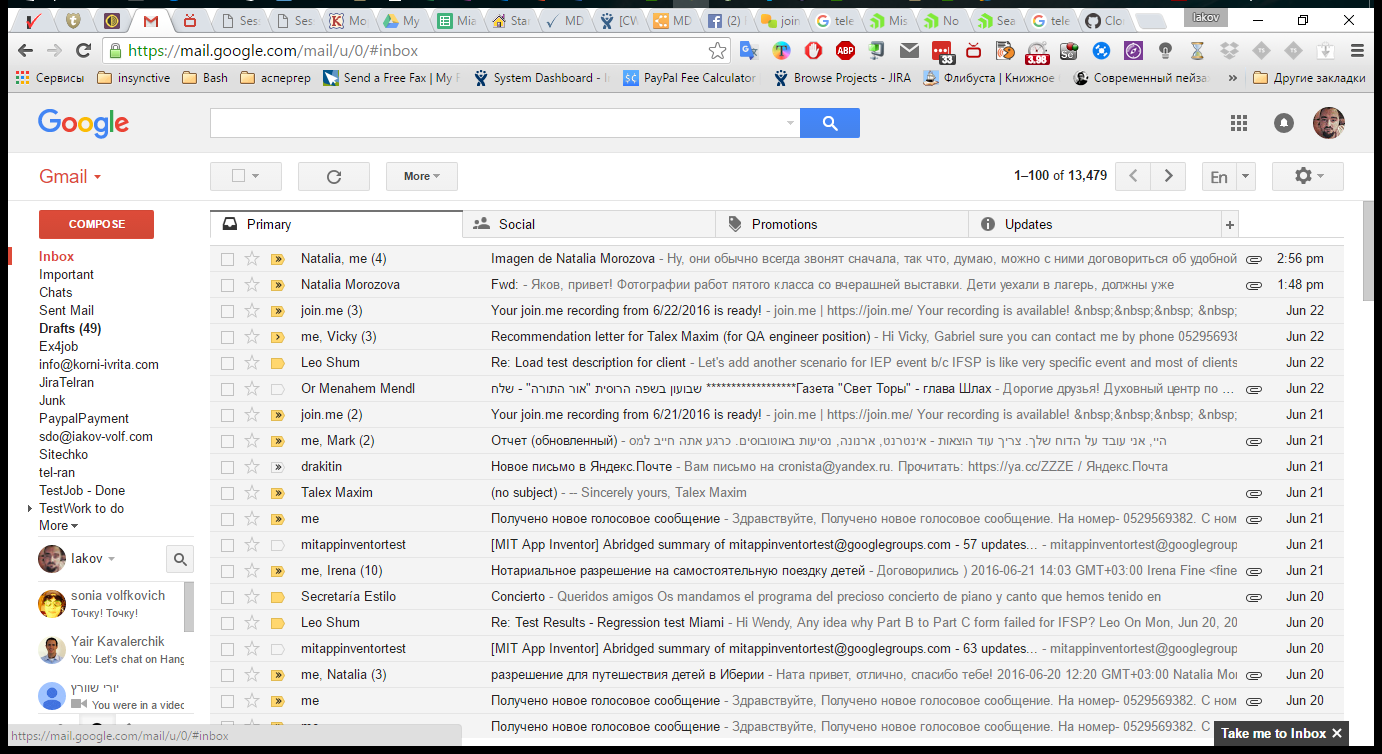 Ses Ses Mo My Mia Star MD [CW MD (2) join tele Mis No Sea tele Clo Iakov
https://mail.google.com/mail/u/0/#inbox ABP 33 3.98 Se
Сервисы insynctive Bash аспергер Send a Free Fax | My F System Dashboard - I PayPal Fee Calculator Browse Projects - JIRA Флибуста | Книжное Современный пейза » Другие закладки
Google
Gmail More 1–100 of 13,479 En
COMPOSE Primary Social Promotions Updates +
Inbox Natalia, me (4) Imagen de Natalia Morozova - Ну, они обычно всегда звонят сначала, так что, думаю, можно с ними договориться об удобной 2:56 pm
Important Natalia Morozova Fwd: - Яков, привет! Фотографии работ пятого класса со вчерашней выставки. Дети уехали в лагерь, должны уже 1:48 pm
Chats
Sent Mail join.me (3) Your join.me recording from 6/22/2016 is ready! - join.me | https://join.me/ Your recording is available! &nbsp;&nbsp;&nbsp; &nbsp; Jun 22
Drafts (49) me, Vicky (3) Recommendation letter for Talex Maxim (for QA engineer position) - Hi Vicky, Gabriel sure you can contact me by phone 052956938 Jun 22
Ex4job
info@korni-ivrita.com Leo Shum Re: Load test description for client - Let's add another scenario for IEP event b/c IFSP is like very specific event and most of clients Jun 22
JiraTelran Or Menahem Mendl שבועון בשפה הרוסית "אור התורה" - שלח ******************Газета "Свет Торы" - глава Шлах - Дорогие друзья! Духовный центр по ... Jun 22
Junk
PaypalPayment join.me (2) Your join.me recording from 6/21/2016 is ready! - join.me | https://join.me/ Your recording is available! &nbsp;&nbsp;&nbsp; &nbsp; Jun 21
sdo@iakov-volf.com me, Mark (2) Отчет (обновленный) - היי, אני עובד על הדוח שלך. צריך עוד הוצאות - אינטרנט, ארנונה, נסיעות באוטובוסים. כרגע אתה חייב למס Jun 21
Sitechko
tel-ran drakitin Новое письмо в Яндекс.Почте - Вам письмо на cronista@yandex.ru. Прочитать: https://ya.cc/ZZZE / Яндекс.Почта Jun 21
TestJob - Done Talex Maxim (no subject) - -- Sincerely yours, Talex Maxim Jun 21
TestWork to do
More me Получено новое голосовое сообщение - Здравствуйте, Получено новое голосовое сообщение. На номер- 0529569382. С ном Jun 21
mitappinventortest [MIT App Inventor] Abridged summary of mitappinventortest@googlegroups.com - 57 updates... - mitappinventortest@googlegroup Jun 21
Iakov me, Irena (10) Нотариальное разрешение на самостоятельную поездку детей - Договорились ) 2016-06-21 14:03 GMT+03:00 Irena Fine <fine Jun 21
sonia volfkovich Secretaría Estilo Concierto - Queridos amigos Os mandamos el programa del precioso concierto de piano y canto que hemos tenido en Jun 20
Точку! Точку! Leo Shum Re: Test Results - Regression test Miami - Hi Wendy, Any idea why Part B to Part C form failed for IFSP? Leo On Mon, Jun 20, 20 Jun 20
Yair Kavalerchik mitappinventortest [MIT App Inventor] Abridged summary of mitappinventortest@googlegroups.com - 63 updates... - mitappinventortest@googlegroup Jun 20
You: Let's chat on Hang
me, Natalia (3) разрешение для путешествия детей в Иберии - Ната привет, отлично, спасибо тебе! 2016-06-20 12:20 GMT+03:00 Natalia Mor Jun 20
יורי שוורץ me Получено новое голосовое сообщение - Здравствуйте, Получено новое голосовое сообщение. На номер- 0529569382. С ном Jun 20
You were in a videc
me Получено новое голосовое сообщение - Здравствуйте, Получено новое голосовое сообщение. На номер- 0529569382. С ном Jun 20
https://mail.google.com/mail/u/0/#inbox Take me to Inbox ✕